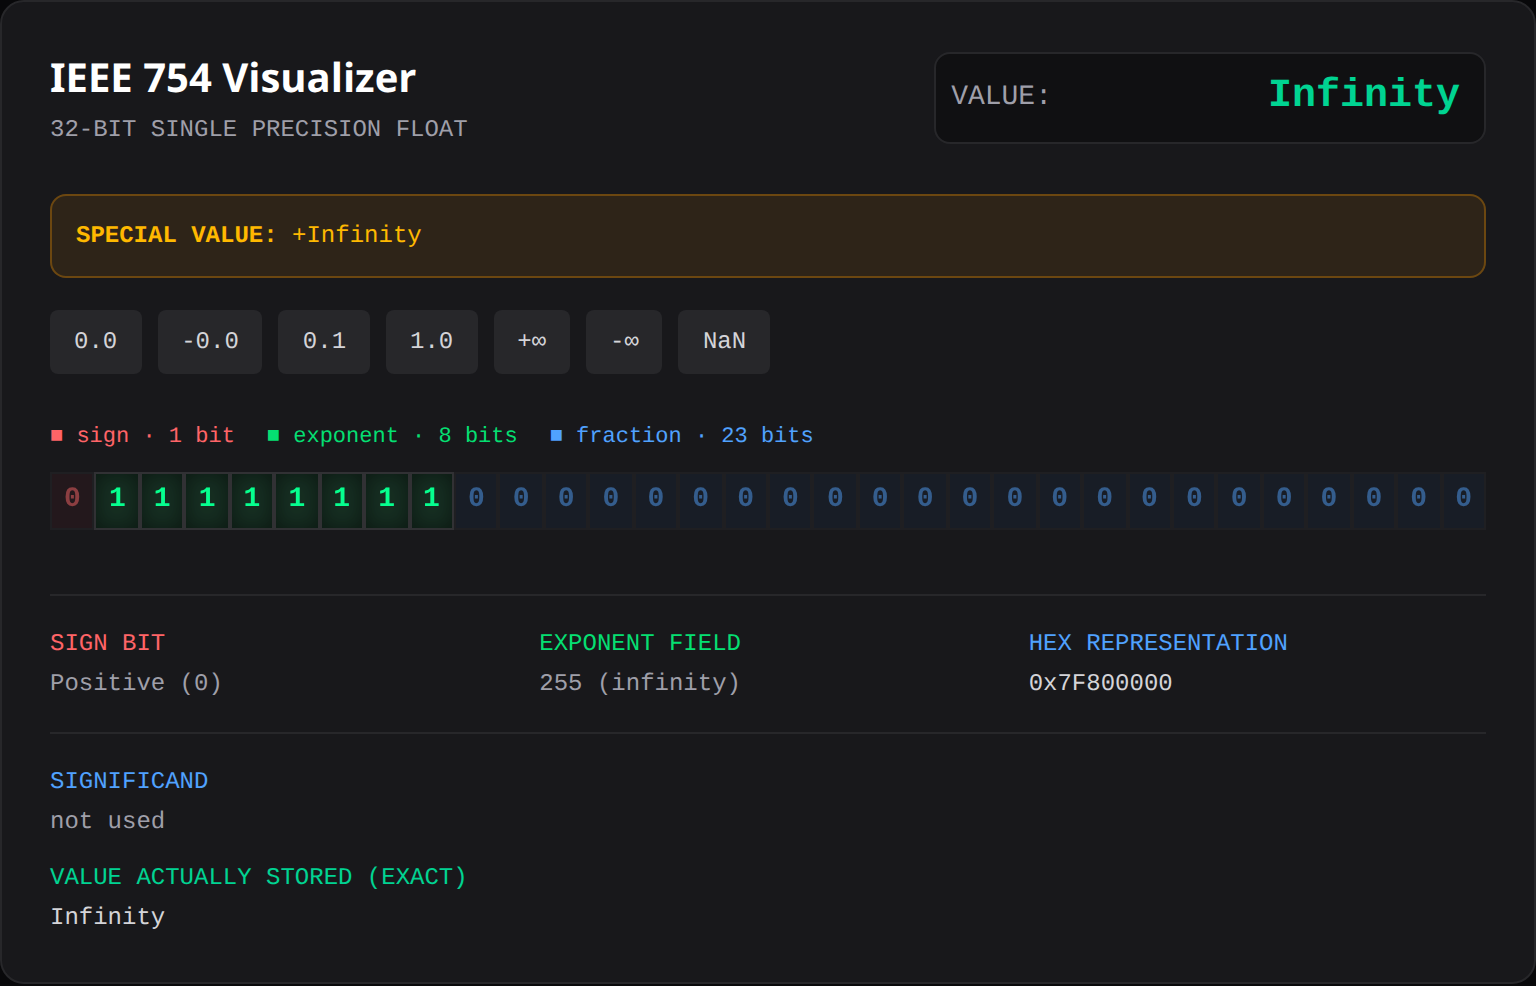 IEEE 754 Visualizer
32-BIT SINGLE PRECISION FLOAT
VALUE: Infinity
SPECIAL VALUE: +Infinity
0.0 -0.0 0.1 1.0 +∞ -∞ NaN
■ sign · 1 bit ■ exponent · 8 bits ■ fraction · 23 bits
0 1 1 1 1 1 1 1 1 0 0 0 0 0 0 0 0 0 0 0 0 0 0 0 0 0 0 0 0 0 0 0
SIGN BIT EXPONENT FIELD HEX REPRESENTATION
Positive (0) 255 (infinity) 0x7F800000
SIGNIFICAND
not used
VALUE ACTUALLY STORED (EXACT)
Infinity